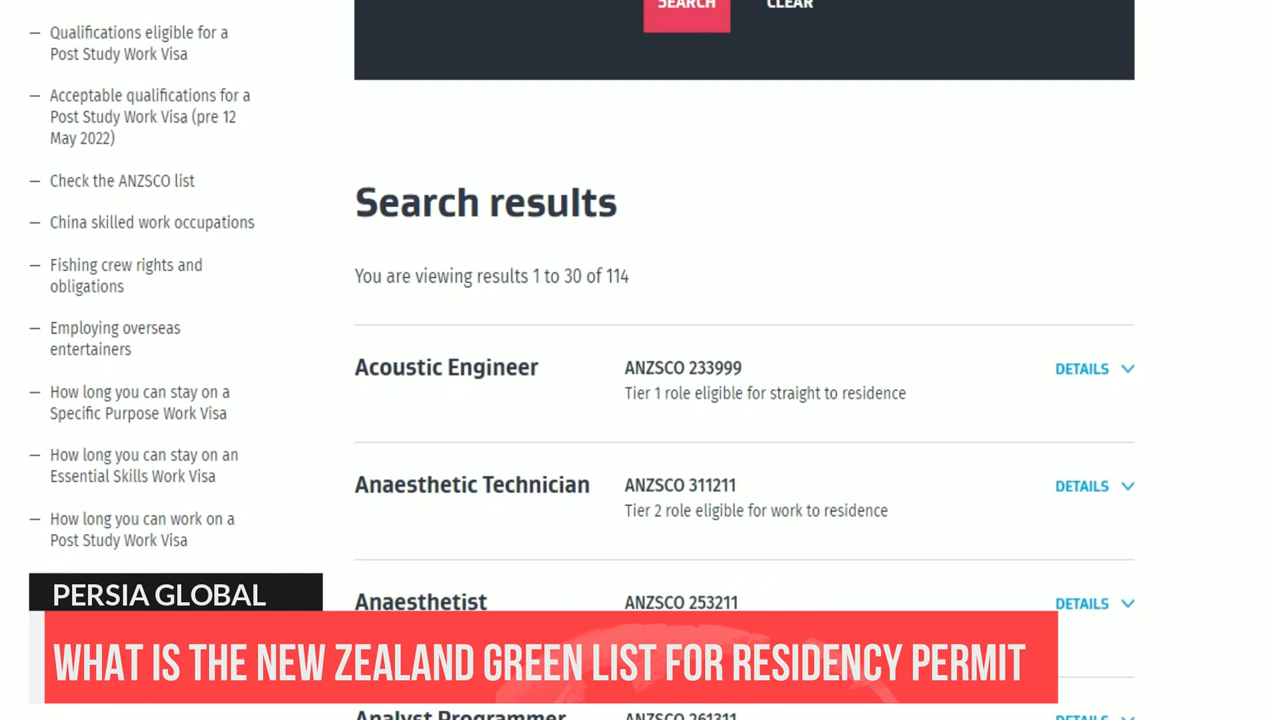 SEARCH CLEAR
— Qualifications eligible for a
Post Study Work Visa
— Acceptable qualifications for a
Post Study Work Visa (pre 12
May 2022)
— Check the ANZSCO list
— China skilled work occupations
— Fishing crew rights and
obligations
— Employing overseas
entertainers
— How long you can stay on a
Specific Purpose Work Visa
— How long you can stay on an
Essential Skills Work Visa
— How long you can work on a
Post Study Work Visa
Search results
You are viewing results 1 to 30 of 114
Acoustic Engineer ANZSCO 233999 DETAILS
Tier 1 role eligible for straight to residence
Anaesthetic Technician ANZSCO 311211 DETAILS
Tier 2 role eligible for work to residence
Anaesthetist ANZSCO 253211 DETAILS
PERSIA GLOBAL
WHAT IS THE NEW ZEALAND GREEN LIST FOR RESIDENCY PERMIT
Analyst Programmer ANZSCO 261311 DETAILS